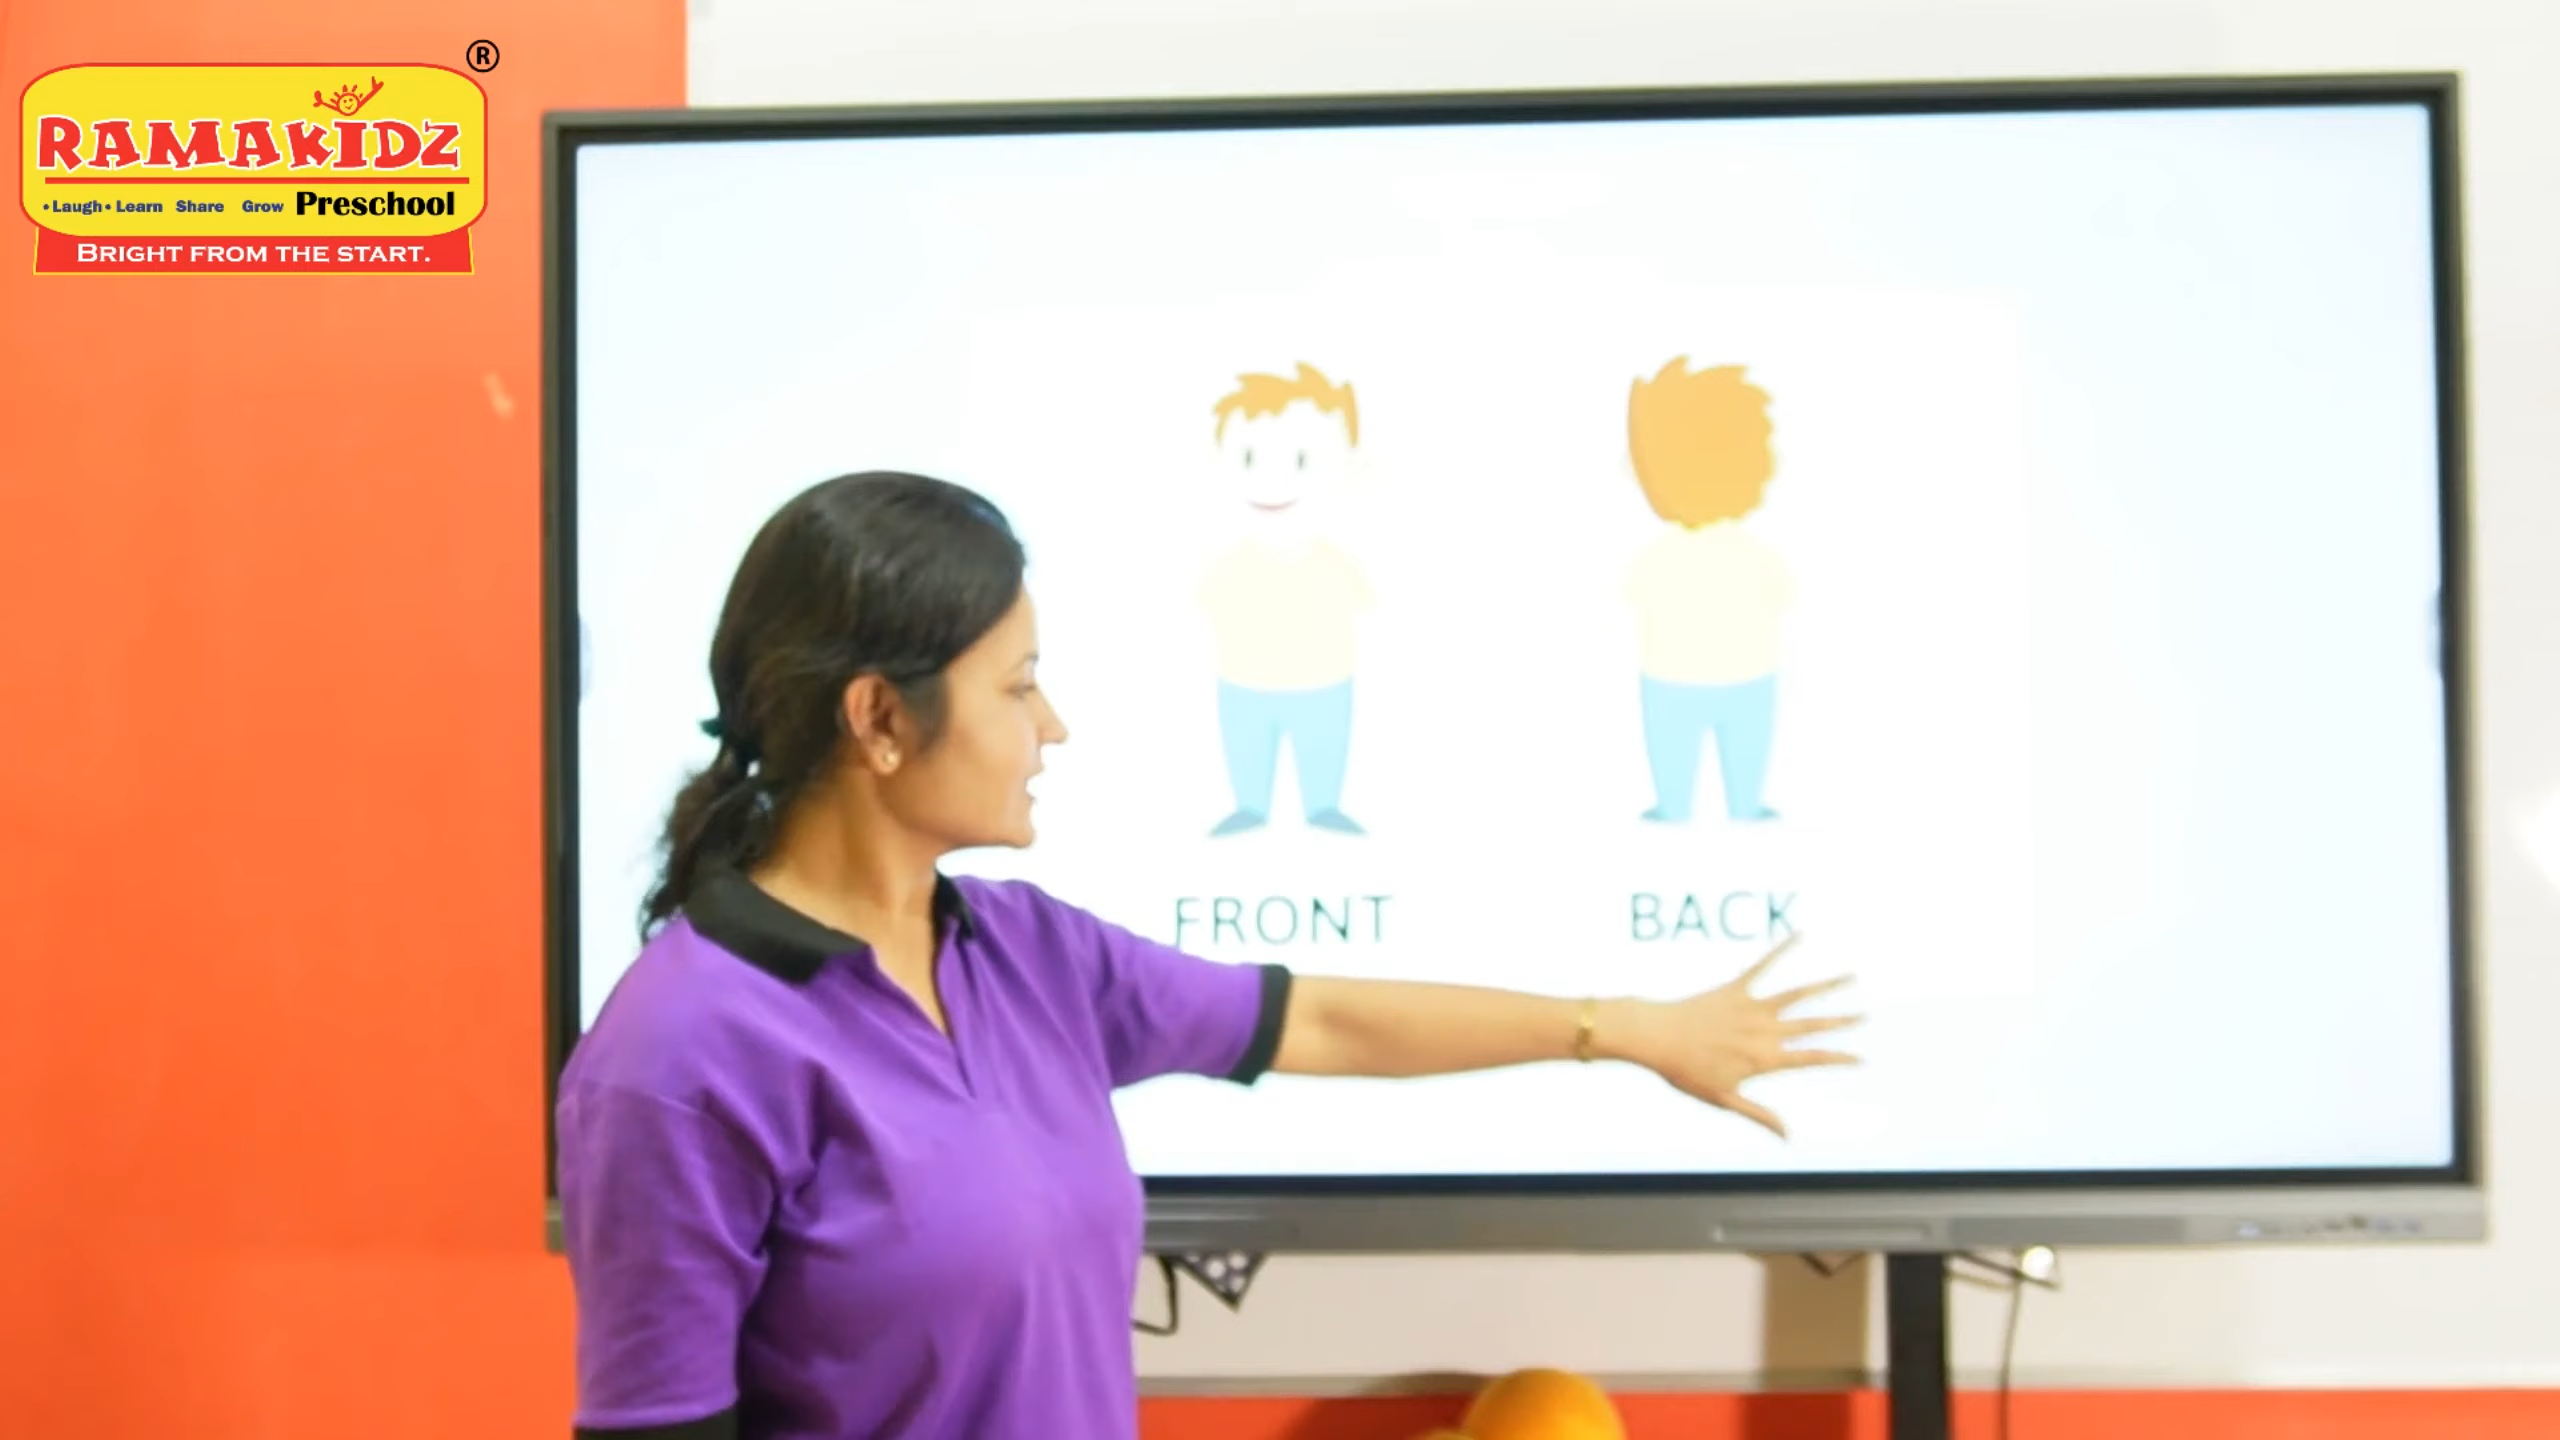 ®
RAMAKIDZ
• Laugh • Learn Share Grow Preschool
BRIGHT FROM THE START.
FRONT BACK